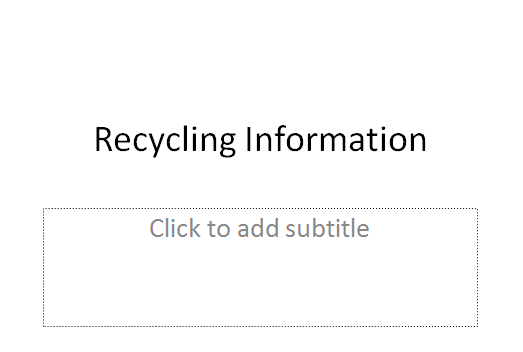 Recycling Information
Click to add subtitle